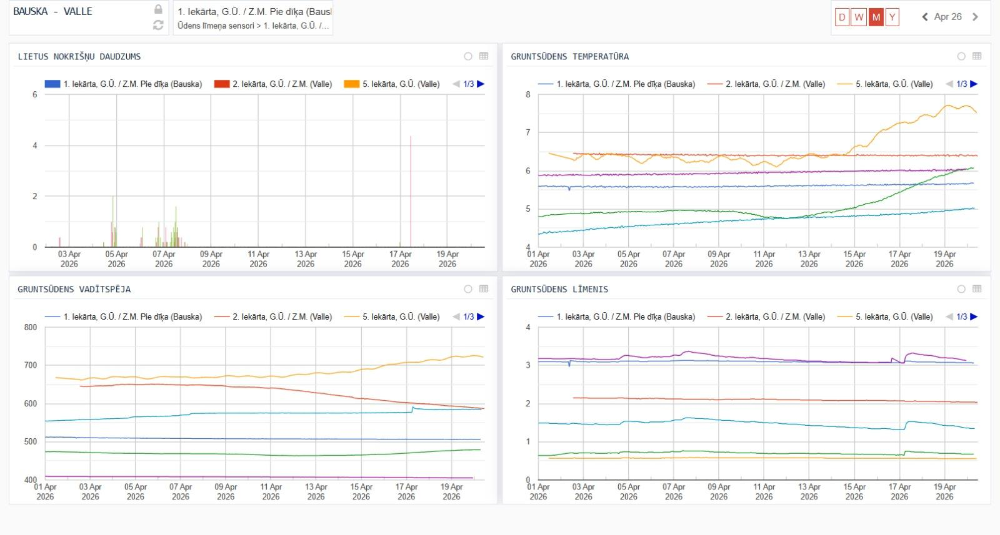 BAUSKA - VALLE
1. Iekārta, G.Ū. / Z.M. Pie dīķa (Bausk
Ūdens līmeņa sensori > 1. Iekārta, G.Ū. /...
D W M Y
Apr 26
LIETUS NOKRIŠŅU DAUDZUMS
1. Iekārta, G.Ū. / Z.M. Pie dīķa (Bauska) 2. Iekārta, G.Ū. / Z.M. (Valle) 5. Iekārta, G.Ū. (Valle) 1/3
6
4
2
0
03 Apr 05 Apr 07 Apr 09 Apr 11 Apr 13 Apr 15 Apr 17 Apr 19 Apr
2026 2026 2026 2026 2026 2026 2026 2026 2026
GRUNTSŪDENS TEMPERATŪRA
1. Iekārta, G.Ū. / Z.M. Pie dīķa (Bauska) 2. Iekārta, G.Ū. / Z.M. (Valle) 5. Iekārta, G.Ū. (Valle) 1/3
8
7
6
5
4
01 Apr 03 Apr 05 Apr 07 Apr 09 Apr 11 Apr 13 Apr 15 Apr 17 Apr 19 Apr
2026 2026 2026 2026 2026 2026 2026 2026 2026 2026
GRUNTSŪDENS VADĪTSPĒJA
1. Iekārta, G.Ū. / Z.M. Pie dīķa (Bauska) 2. Iekārta, G.Ū. / Z.M. (Valle) 5. Iekārta, G.Ū. (Valle) 1/3
800
700
600
500
400
01 Apr 03 Apr 05 Apr 07 Apr 09 Apr 11 Apr 13 Apr 15 Apr 17 Apr 19 Apr
2026 2026 2026 2026 2026 2026 2026 2026 2026 2026
GRUNTSŪDENS LĪMENIS
1. Iekārta, G.Ū. / Z.M. Pie dīķa (Bauska) 2. Iekārta, G.Ū. / Z.M. (Valle) 5. Iekārta, G.Ū. (Valle) 1/3
4
3
2
1
0
01 Apr 03 Apr 05 Apr 07 Apr 09 Apr 11 Apr 13 Apr 15 Apr 17 Apr 19 Apr
2026 2026 2026 2026 2026 2026 2026 2026 2026 2026